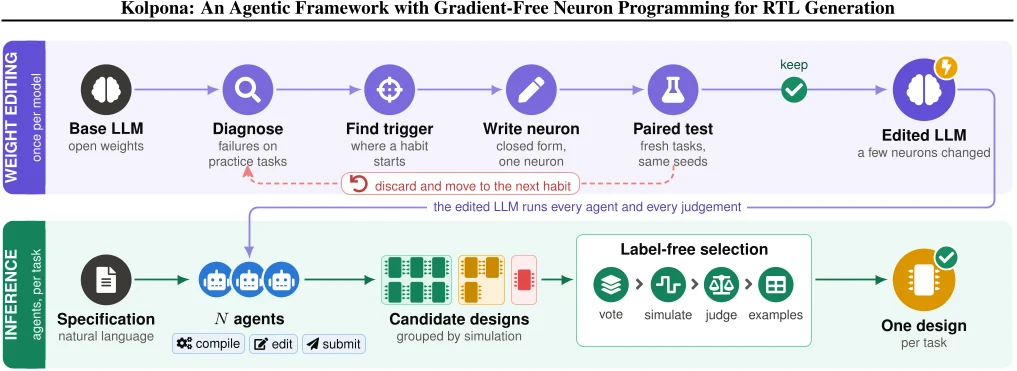 Kolpona: An Agentic Framework with Gradient-Free Neuron Programming for RTL Generation
WEIGHT EDITING
once per model
Base LLM
open weights
Diagnose
failures on
practice tasks
Find trigger
where a habit
starts
Write neuron
closed form,
one neuron
Paired test
fresh tasks,
same seeds
keep
Edited LLM
a few neurons changed
discard and move to the next habit
the edited LLM runs every agent and every judgement
INFERENCE
agents, per task
Specification
natural language
N agents
compile
edit
submit
Candidate designs
grouped by simulation
Label-free selection
vote
simulate
judge
examples
One design
per task